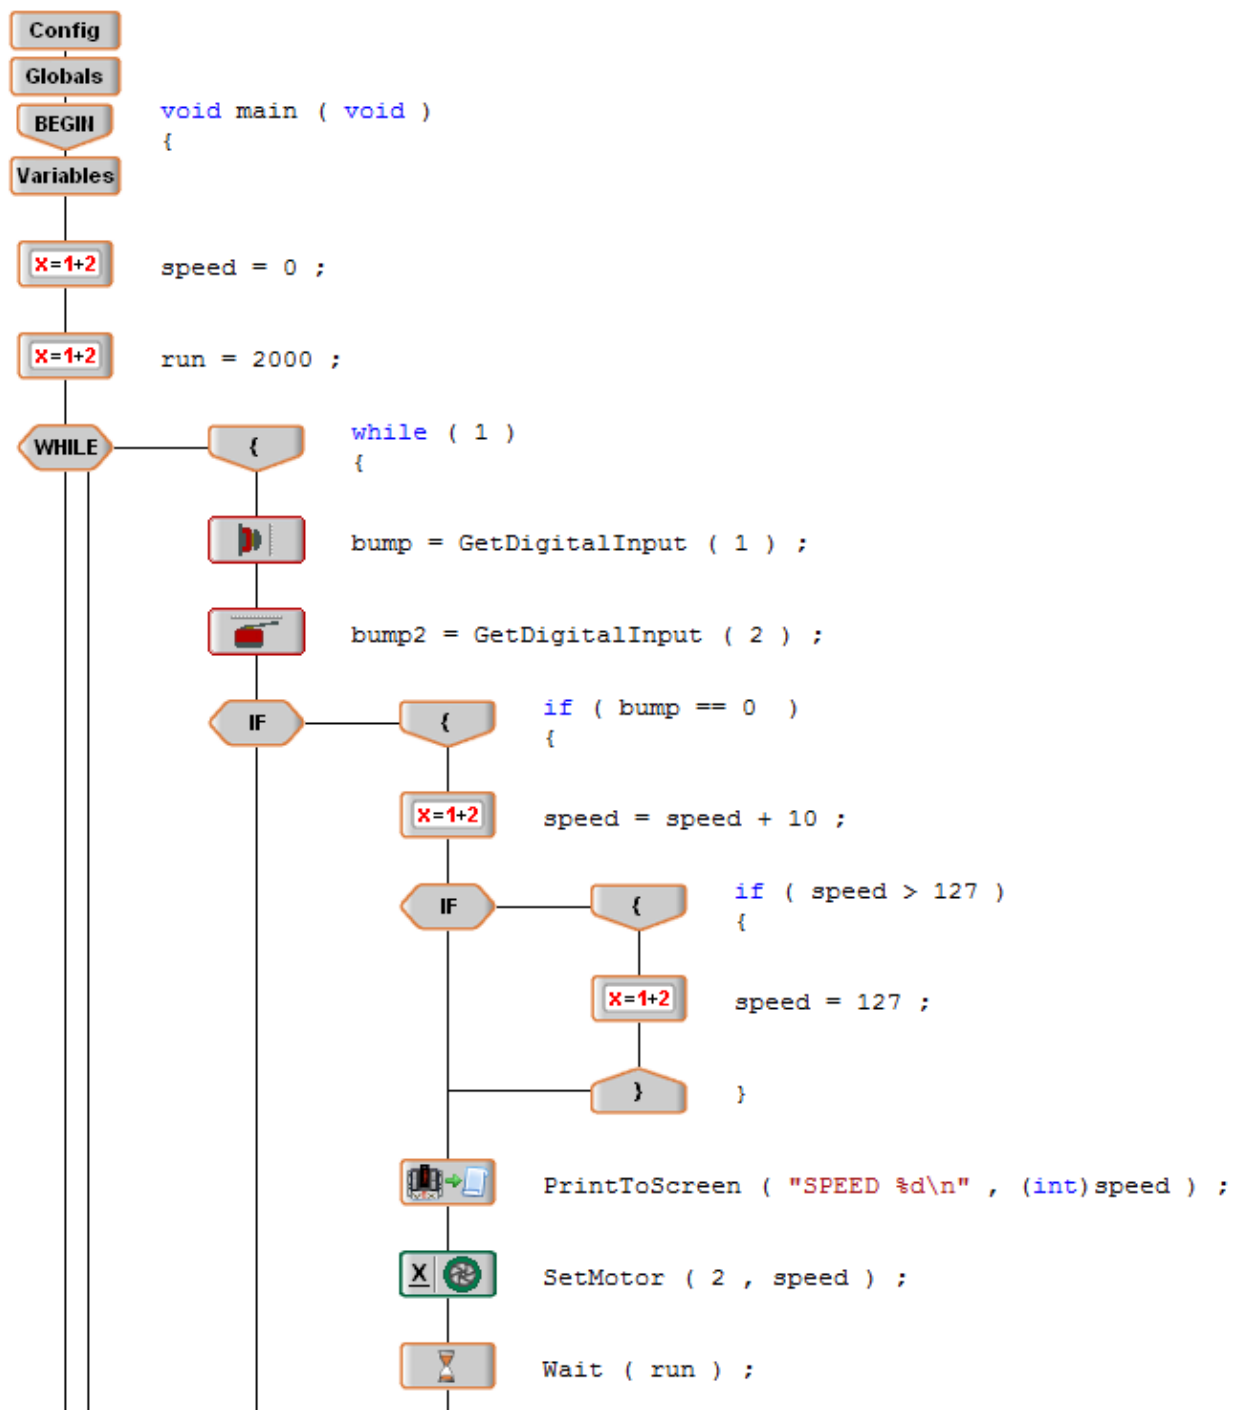 Config
Globals
BEGIN
void main ( void )
{
Variables
X=1+2
speed = 0 ;
X=1+2
run = 2000 ;
WHILE
{
while ( 1 )
{
bump = GetDigitalInput ( 1 ) ;
bump2 = GetDigitalInput ( 2 ) ;
IF
{
if ( bump == 0 )
{
X=1+2
speed = speed + 10 ;
IF
{
if ( speed > 127 )
{
X=1+2
speed = 127 ;
}
}
PrintToScreen ( "SPEED %d\n" , (int)speed ) ;
X
SetMotor ( 2 , speed ) ;
Wait ( run ) ;